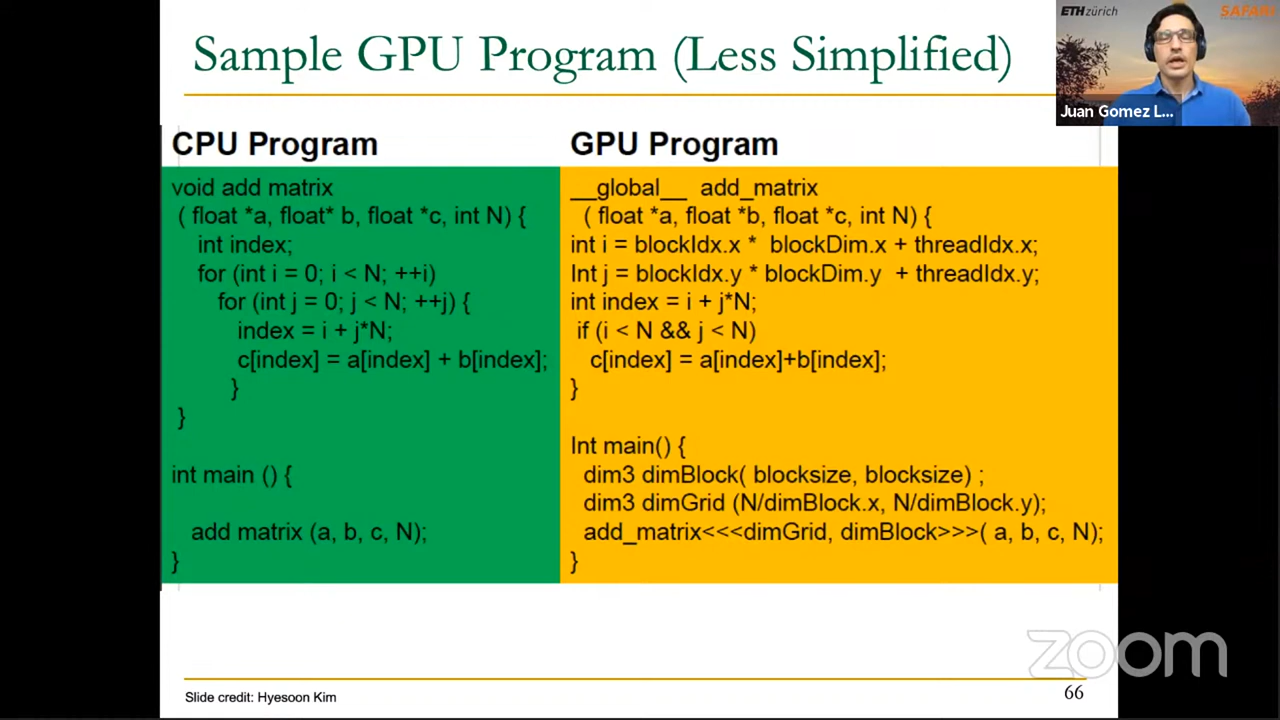 Sample GPU Program (Less Simplified)
ETH zürich
SAFARI
Juan Gomez L...
CPU Program
void add matrix
( float *a, float* b, float *c, int N) {
int index;
for (int i = 0; i < N; ++i)
for (int j = 0; j < N; ++j) {
index = i + j*N;
c[index] = a[index] + b[index];
}
}
int main () {
add matrix (a, b, c, N);
}
GPU Program
__global__ add_matrix
( float *a, float *b, float *c, int N) {
int i = blockIdx.x * blockDim.x + threadIdx.x;
Int j = blockIdx.y * blockDim.y + threadIdx.y;
int index = i + j*N;
if (i < N && j < N)
c[index] = a[index]+b[index];
}
Int main() {
dim3 dimBlock( blocksize, blocksize) ;
dim3 dimGrid (N/dimBlock.x, N/dimBlock.y);
add_matrix<<<dimGrid, dimBlock>>>( a, b, c, N);
}
zoom
Slide credit: Hyesoon Kim
66